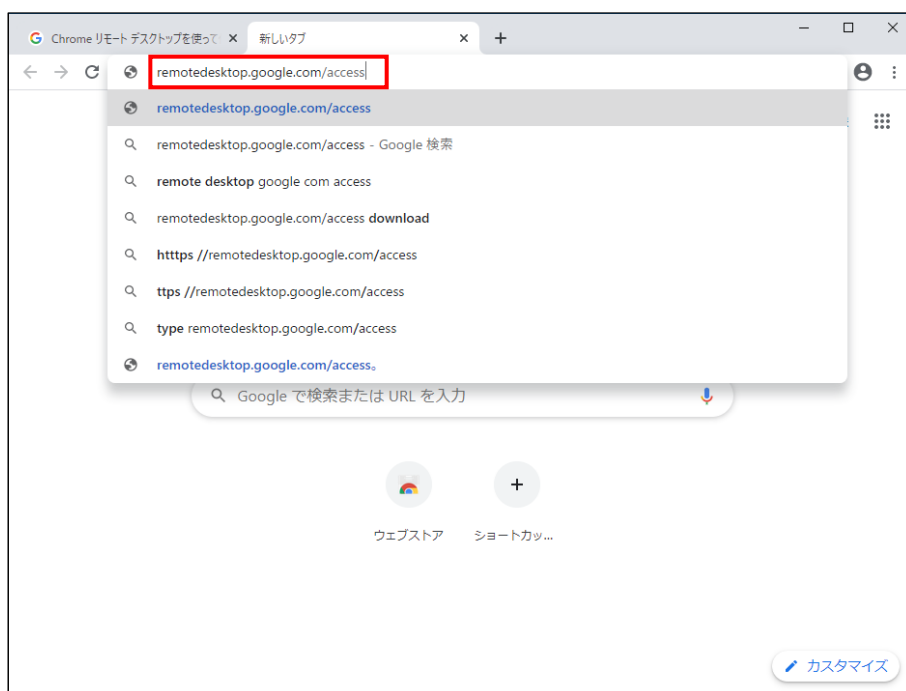 Chrome リモート デスクトップを使って
新しいタブ
remotedesktop.google.com/access
remotedesktop.google.com/access
remotedesktop.google.com/access - Google 検索
remote desktop google com access
remotedesktop.google.com/access download
htttps //remotedesktop.google.com/access
ttps //remotedesktop.google.com/access
type remotedesktop.google.com/access
remotedesktop.google.com/access。
Google で検索または URL を入力
ウェブストア
ショートカッ...
カスタマイズ